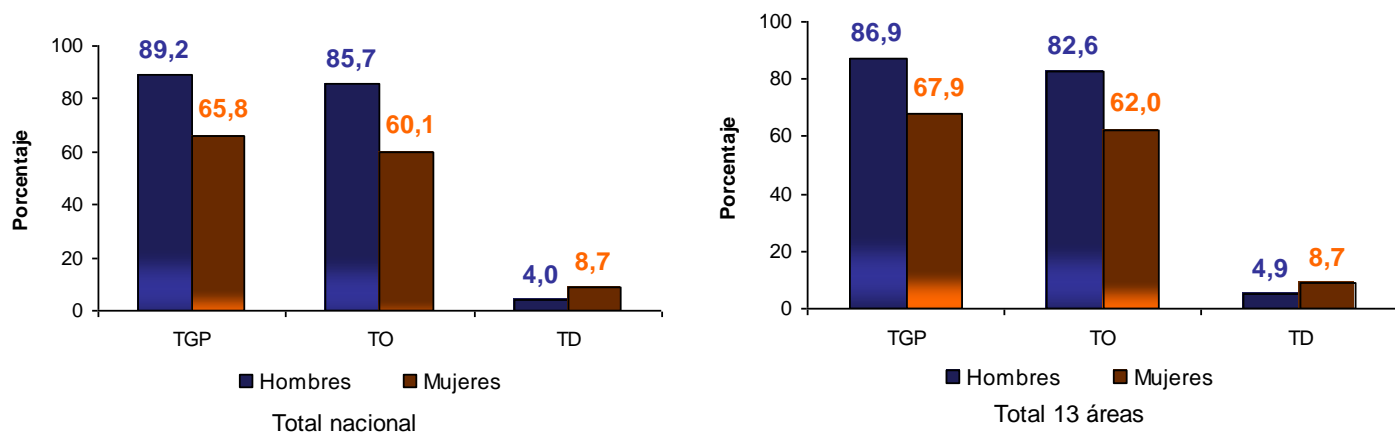 Porcentaje
100
80
60
40
20
0
89,2
65,8
85,7
60,1
4,0
8,7
TGP
TO
TD
Hombres
Mujeres
Total nacional
Porcentaje
100
80
60
40
20
0
86,9
67,9
82,6
62,0
4,9
8,7
TGP
TO
TD
Hombres
Mujeres
Total 13 áreas